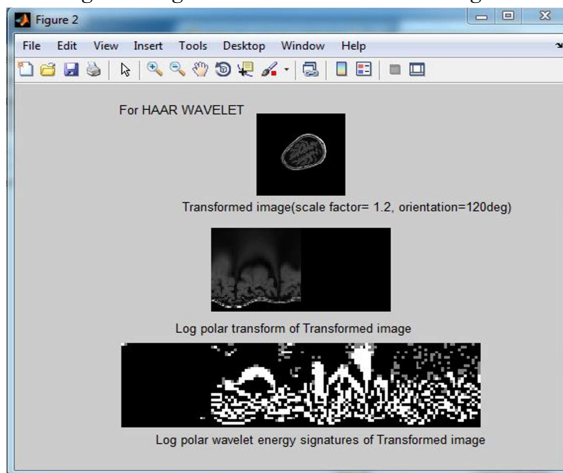 Figure 2
File Edit View Insert Tools Desktop Window Help
For HAAR WAVELET
Transformed image(scale factor= 1.2, orientation=120deg)
Log polar transform of Transformed image
Log polar wavelet energy signatures of Transformed image